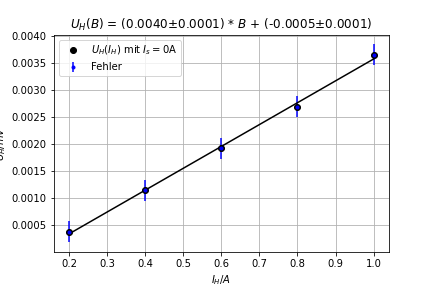 U_H(B) = (0.0040±0.0001) * B + (-0.0005±0.0001)
U_H(I_H) mit I_s = 0A
Fehler
0.0040
0.0035
0.0030
0.0025
0.0020
0.0015
0.0010
0.0005
0.2 0.3 0.4 0.5 0.6 0.7 0.8 0.9 1.0
I_H/A